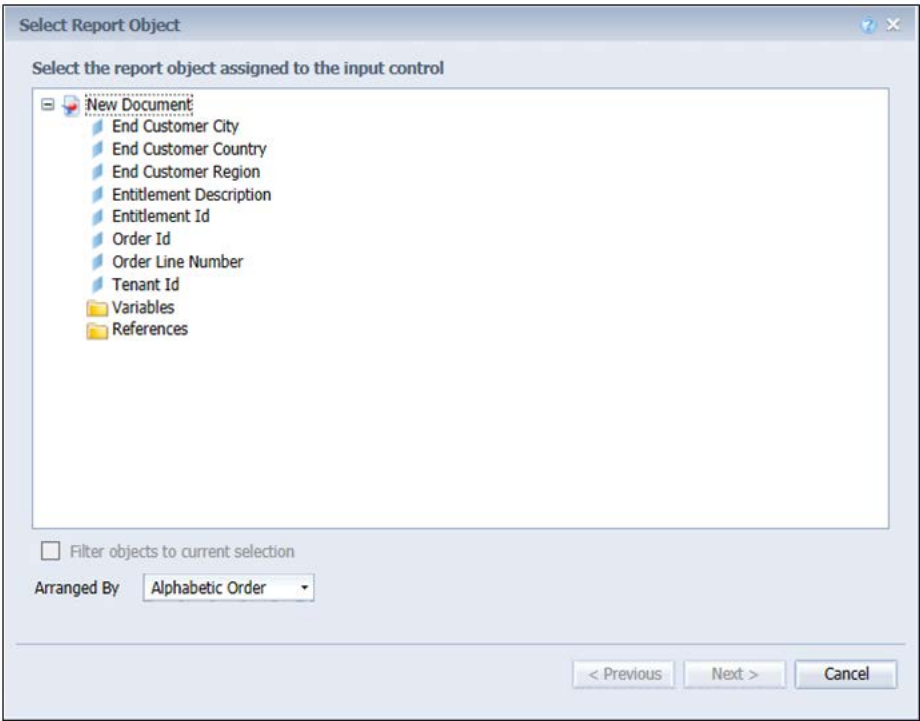 Select Report Object
Select the report object assigned to the input control
New Document
End Customer City
End Customer Country
End Customer Region
Entitlement Description
Entitlement Id
Order Id
Order Line Number
Tenant Id
Variables
References
Filter objects to current selection
Arranged By Alphabetic Order
< Previous Next > Cancel